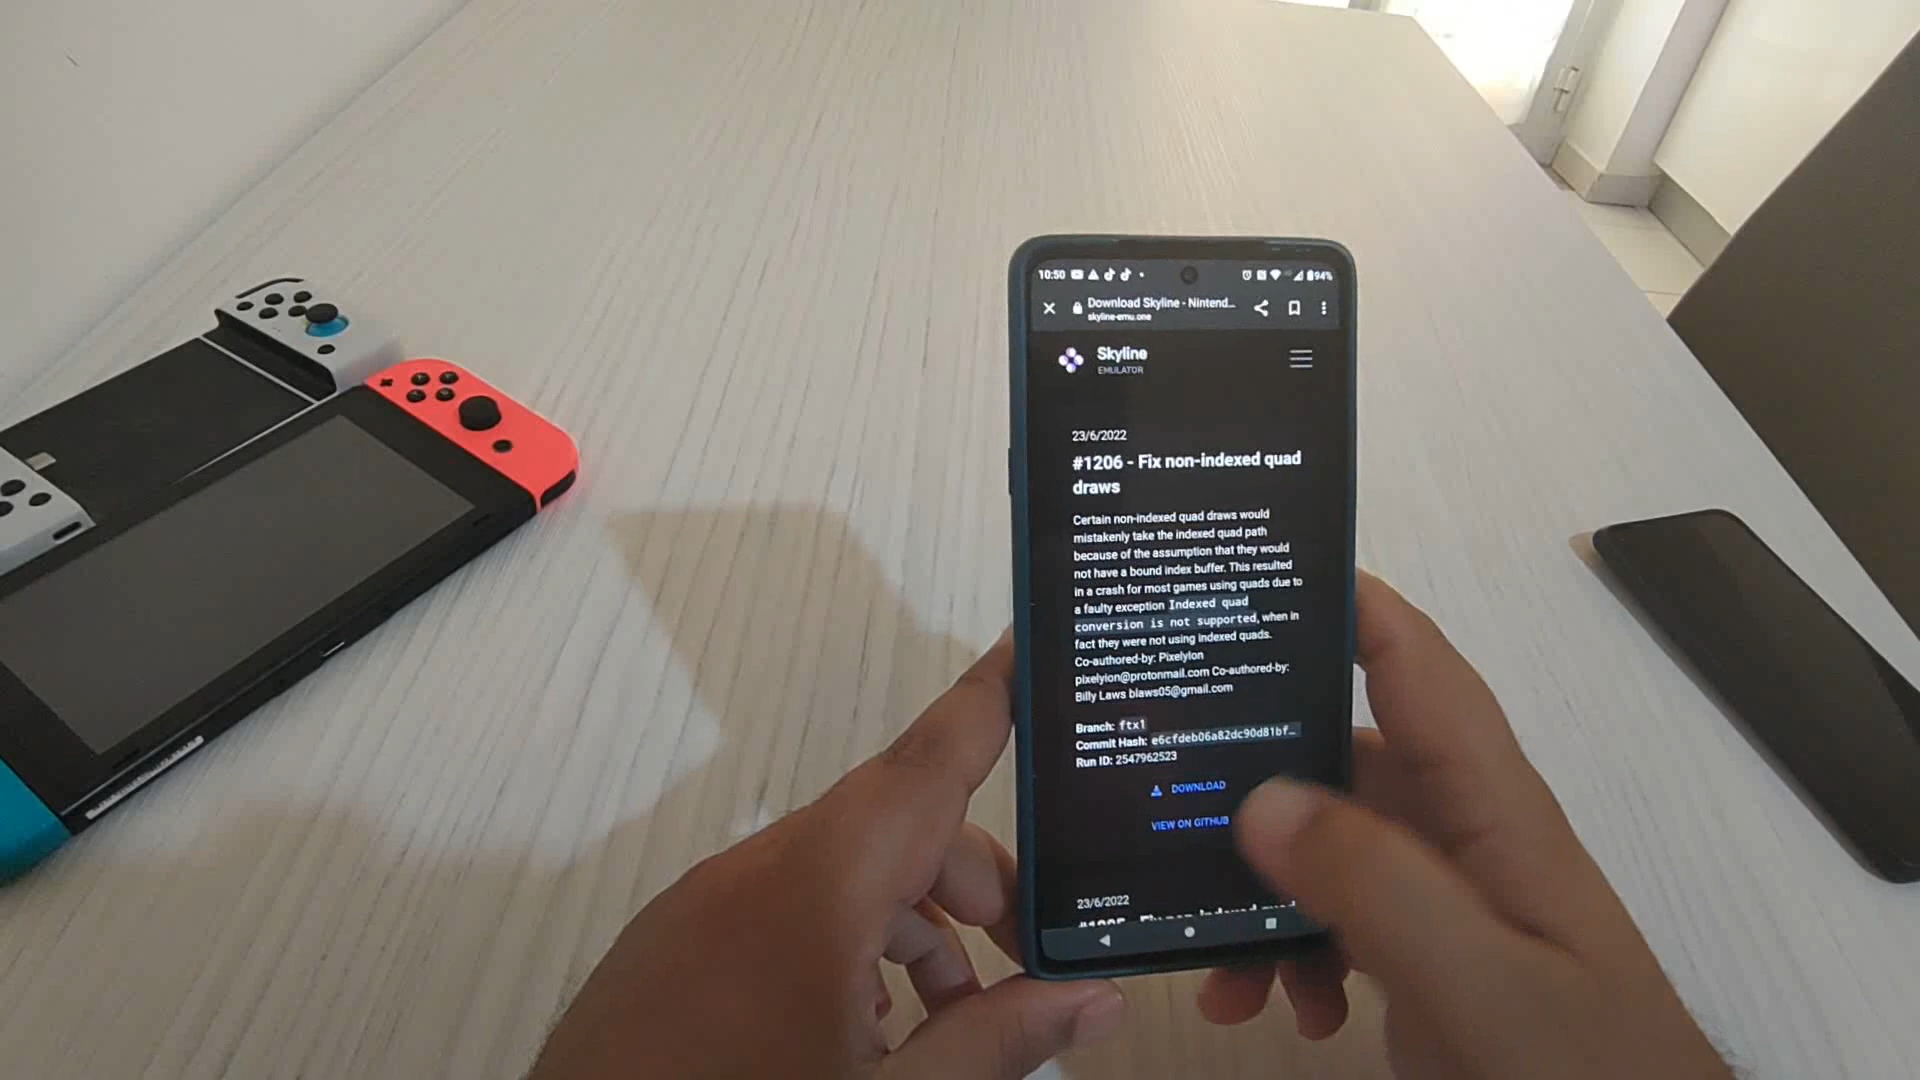 10:50
94%
Download Skyline - Nintend...
skyline-emu.one
Skyline
EMULATOR
23/6/2022
#1206 - Fix non-indexed quad
draws
Certain non-indexed quad draws would
mistakenly take the indexed quad path
because of the assumption that they would
not have a bound index buffer. This resulted
in a crash for most games using quads due to
a faulty exception Indexed quad
conversion is not supported, when in
fact they were not using indexed quads.
Co-authored-by: Pixelylon
pixelyion@protonmail.com Co-authored-by:
Billy Laws blaws05@gmail.com
Branch: ftx1
Commit Hash: e6cfdeb06a82dc90d81bf…
Run ID: 2547962523
DOWNLOAD
VIEW ON GITHUB
23/6/2022